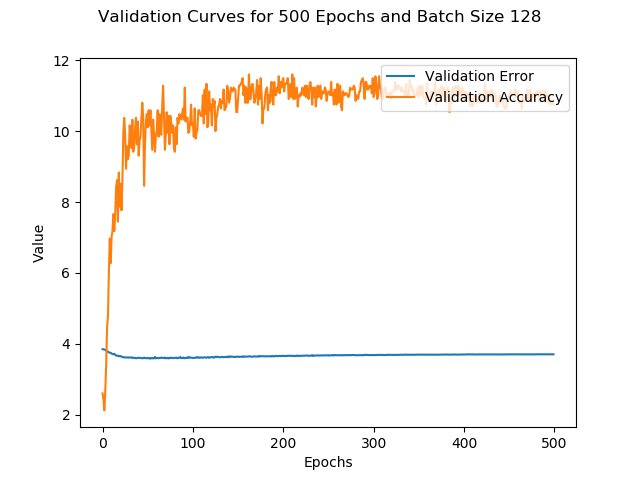 Validation Curves for 500 Epochs and Batch Size 128
12
10
8
6
4
2
Value
Validation Error
Validation Accuracy
0
100
200
300
400
500
Epochs